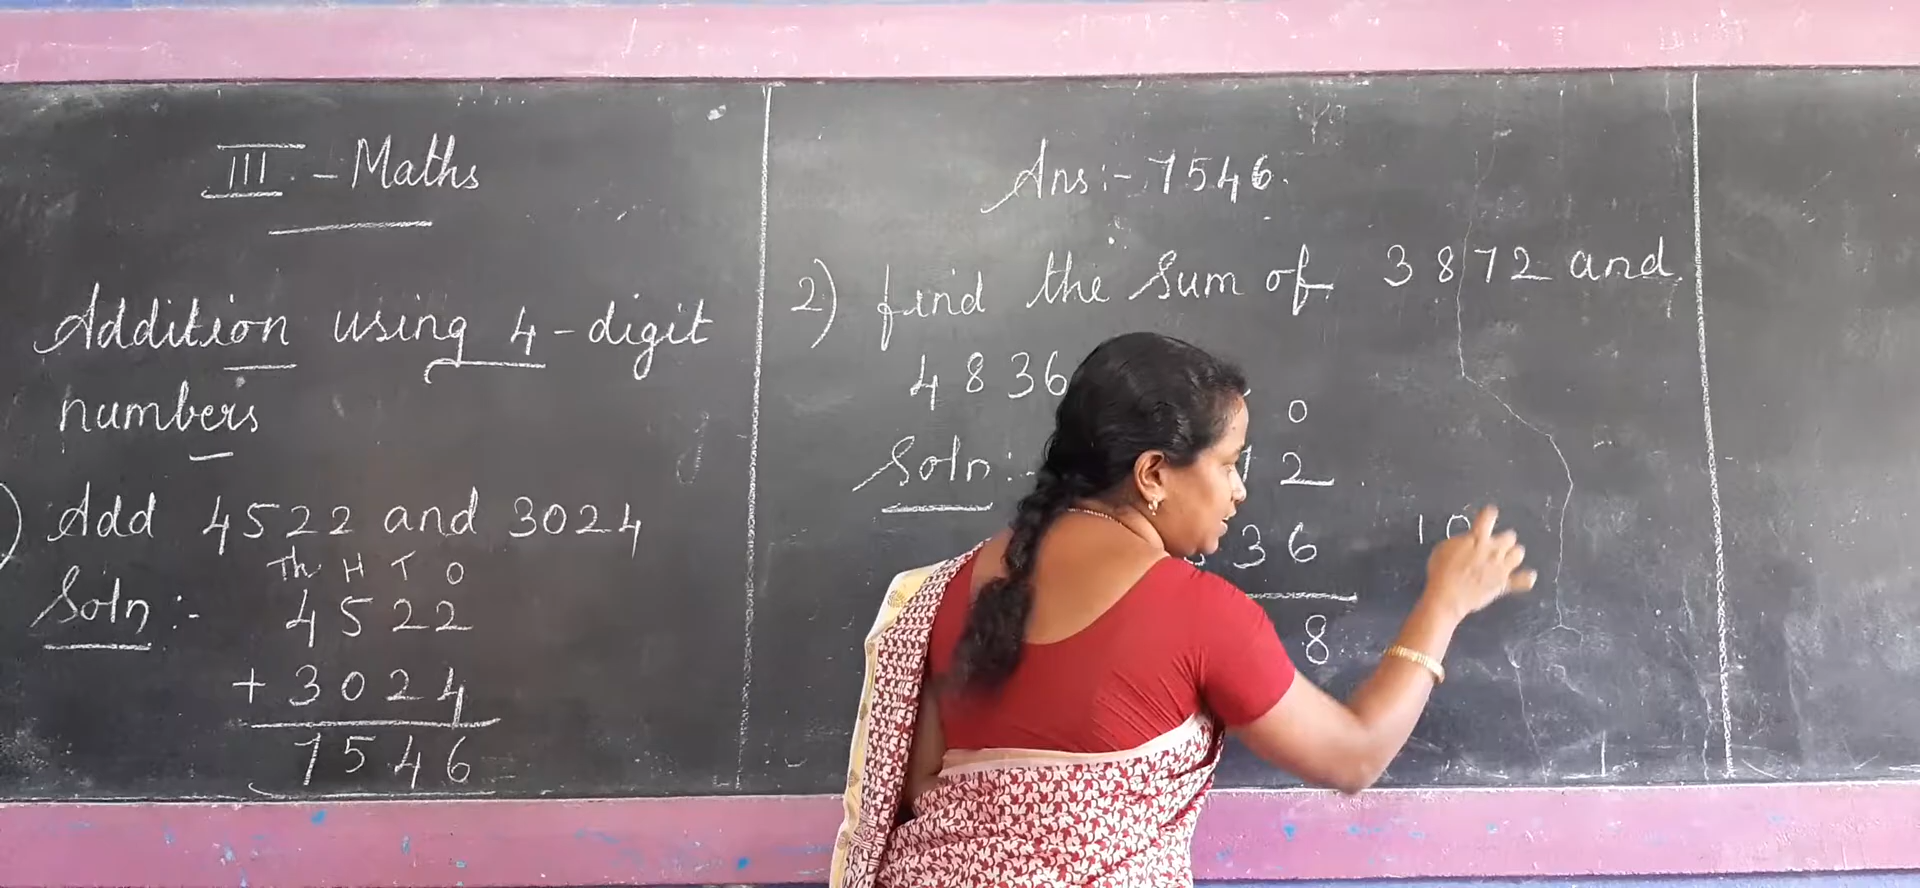 III - Maths
Addition using 4-digit
numbers
) Add 4522 and 3024
Th H T O
Soln :- 4522
+ 3024
7546
Ans :- 7546.
2) find the Sum of 3872 and
4836
O
Soln :- 2
36 10
8